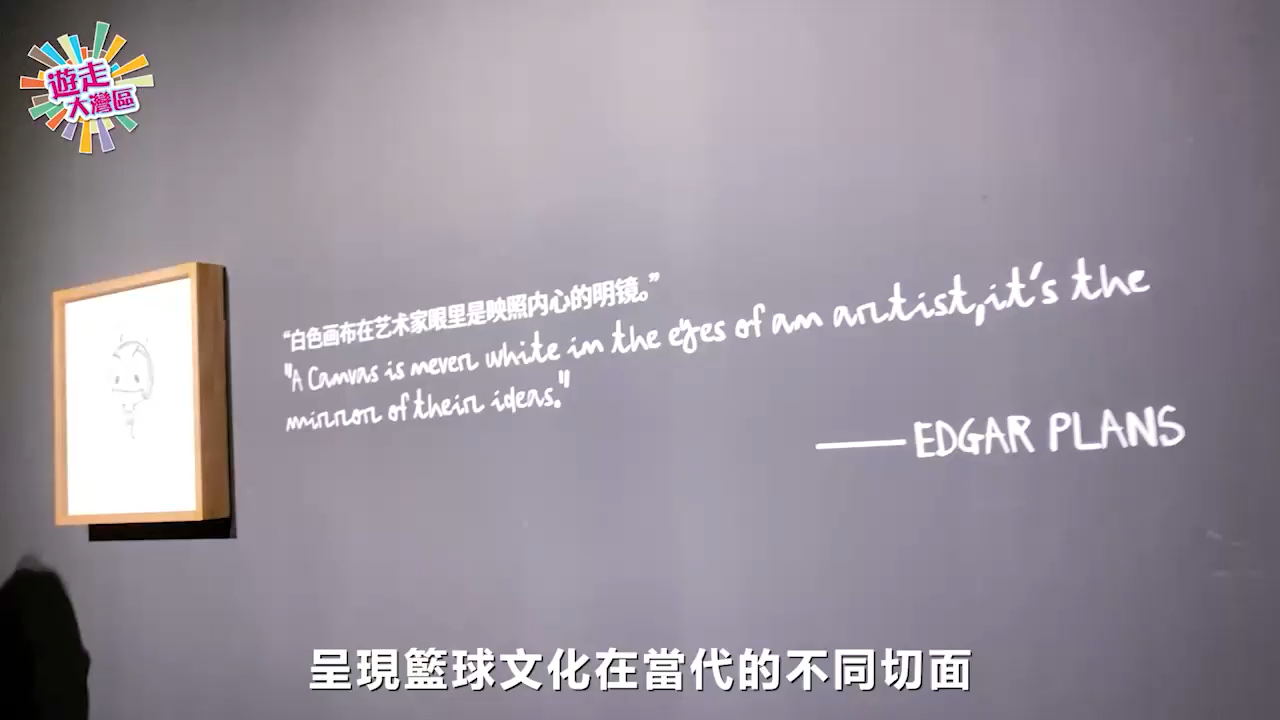 遊走
大灣區
“白色画布在艺术家眼里是映照内心的明镜。”
"A Canvas is never white in the eyes of an artist, it's the
mirror of their ideas."
——EDGAR PLANS
呈現籃球文化在當代的不同切面